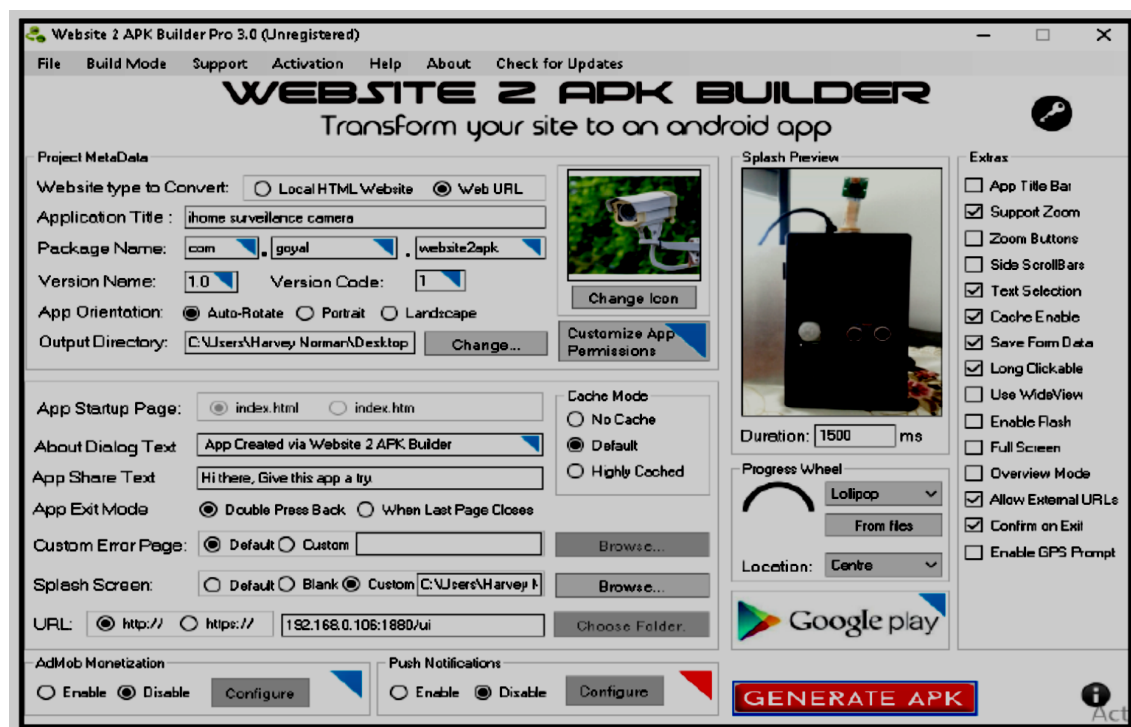 Website 2 APK Builder Pro 3.0 (Unregistered)
File Build Mode Support Activation Help About Check for Updates
WEBSITE 2 APK BUILDER
Transform your site to an android app
Project MetaData
Website type to Convert: Local HTML Website Web URL
Application Title : ihome surveillance camera
Package Name: com . goyal . website2apk
Version Name: 1.0 Version Code: 1
App Orientation: Auto-Rotate Portrait Landscape
Output Directory: C:\Users\Harvey Norman\Desktop Change...
Change Icon
Customize App
Permissions
App Startup Page: index.html index.htm
About Dialog Text App Created via Website 2 APK Builder
App Share Text Hi there, Give this app a try.
App Exit Mode Double Press Back When Last Page Closes
Cache Mode
No Cache
Default
Highly Cached
Custom Error Page: Default Custom Browse...
Splash Screen: Default Blank Custom C:\Users\Harvey N Browse...
URL: http:// https:// 192.168.0.106:1880/ui Choose Folder.
AdMob Monetization
Enable Disable Configure
Push Notifications
Enable Disable Configure
Splash Preview
Duration: 1500 ms
Progress Wheel
Lollipop
From files
Location: Centre
Google play
GENERATE APK
Extras
App Title Bar
Support Zoom
Zoom Buttons
Side ScrollBars
Text Selection
Cache Enable
Save Form Data
Long Clickable
Use WideView
Enable Flash
Full Screen
Overview Mode
Allow External URLs
Confirm on Exit
Enable GPS Prompt
Act